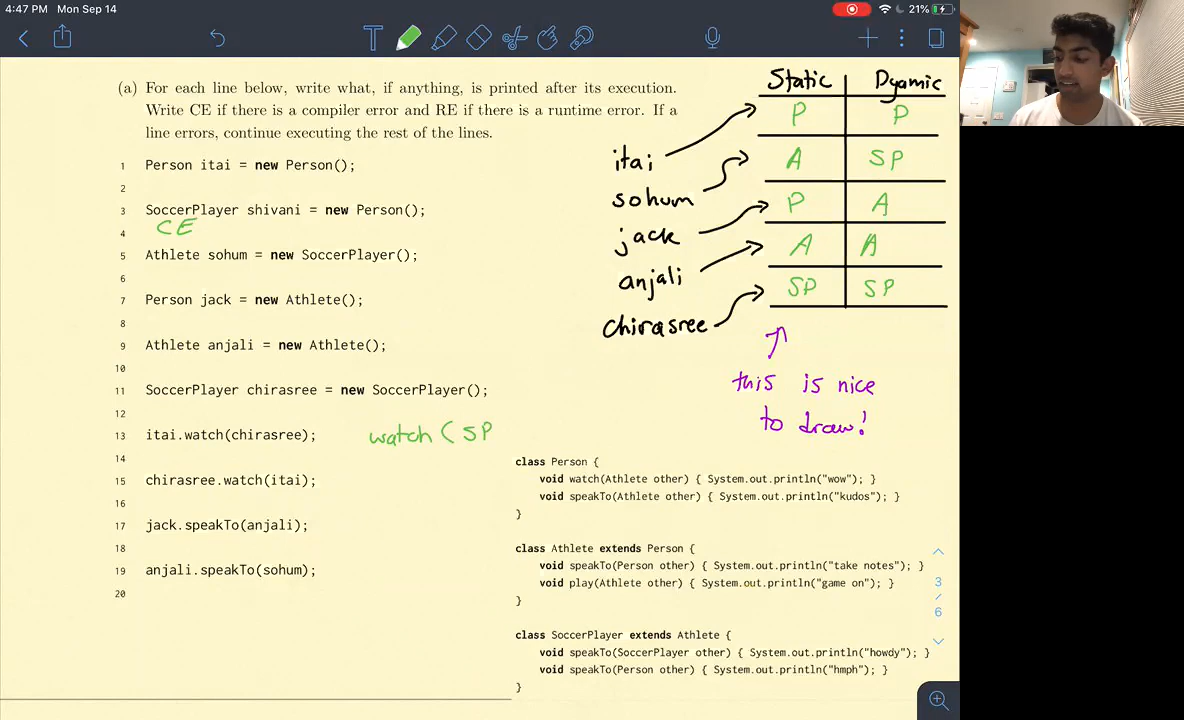 4:47 PM Mon Sep 14
21%
(a) For each line below, write what, if anything, is printed after its execution.
Write CE if there is a compiler error and RE if there is a runtime error. If a
line errors, continue executing the rest of the lines.
1 Person itai = new Person();
2
3 SoccerPlayer shivani = new Person();
CE
4
5 Athlete sohum = new SoccerPlayer();
6
7 Person jack = new Athlete();
8
9 Athlete anjali = new Athlete();
10
11 SoccerPlayer chirasree = new SoccerPlayer();
12
13 itai.watch(chirasree); watch ( SP
14
15 chirasree.watch(itai);
16
17 jack.speakTo(anjali);
18
19 anjali.speakTo(sohum);
20
Static Dyamic
itai P P
sohum A SP
jack P A
anjali A A
chirasree SP SP
this is nice
to draw!
class Person {
void watch(Athlete other) { System.out.println("wow"); }
void speakTo(Athlete other) { System.out.println("kudos"); }
}
class Athlete extends Person {
void speakTo(Person other) { System.out.println("take notes"); }
void play(Athlete other) { System.out.println("game on"); }
}
class SoccerPlayer extends Athlete {
void speakTo(SoccerPlayer other) { System.out.println("howdy"); }
void speakTo(Person other) { System.out.println("hmph"); }
}
3
/
6